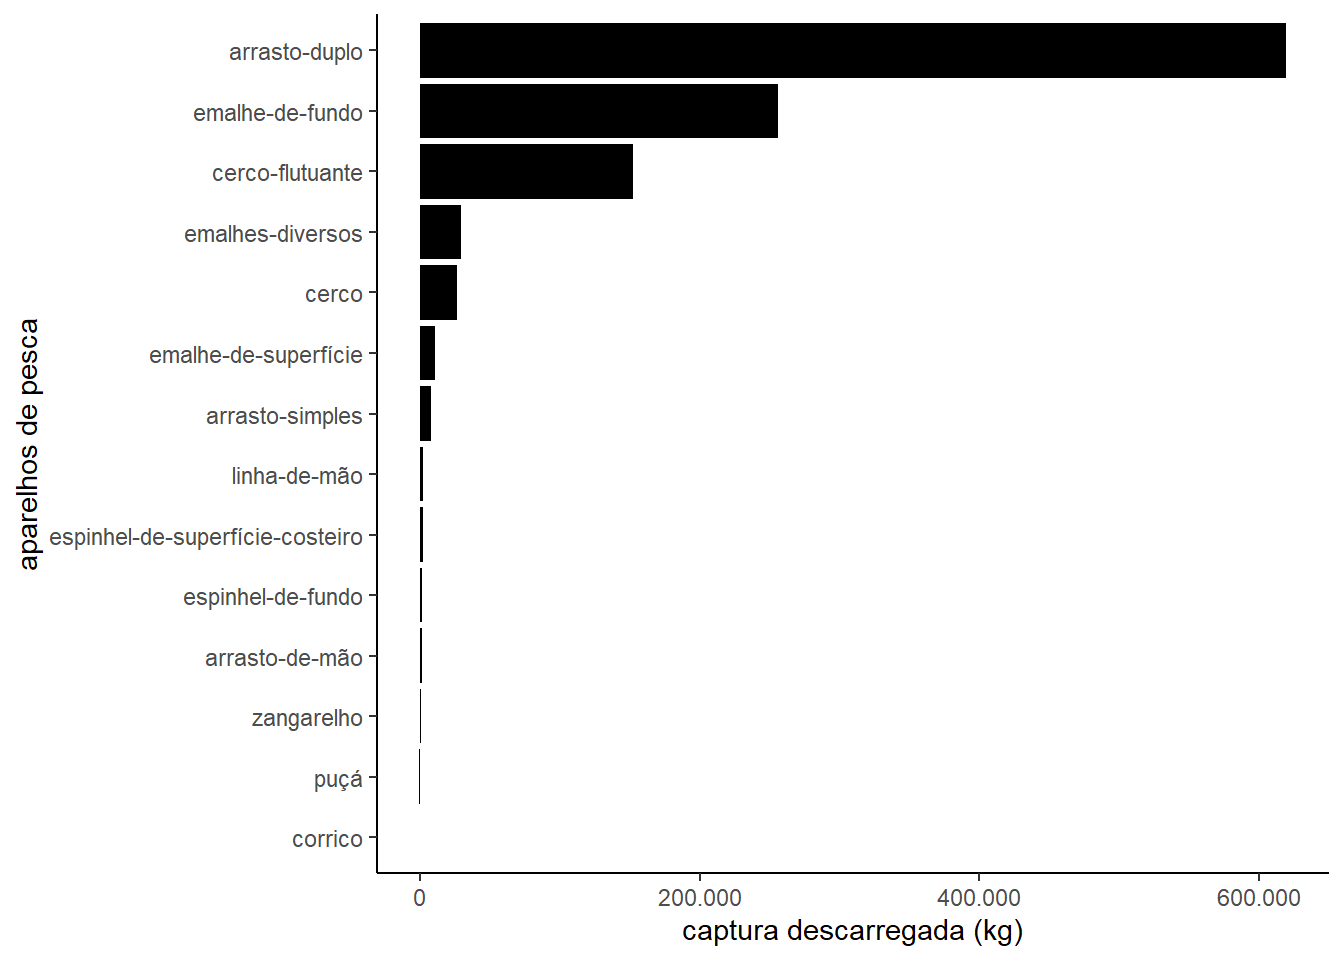 aparelhos de pesca
arrasto-duplo
emalhe-de-fundo
cerco-flutuante
emalhes-diversos
cerco
emalhe-de-superfície
arrasto-simples
linha-de-mão
espinhel-de-superfície-costeiro
espinhel-de-fundo
arrasto-de-mão
zangarelho
puçá
corrico
0 200.000 400.000 600.000
captura descarregada (kg)